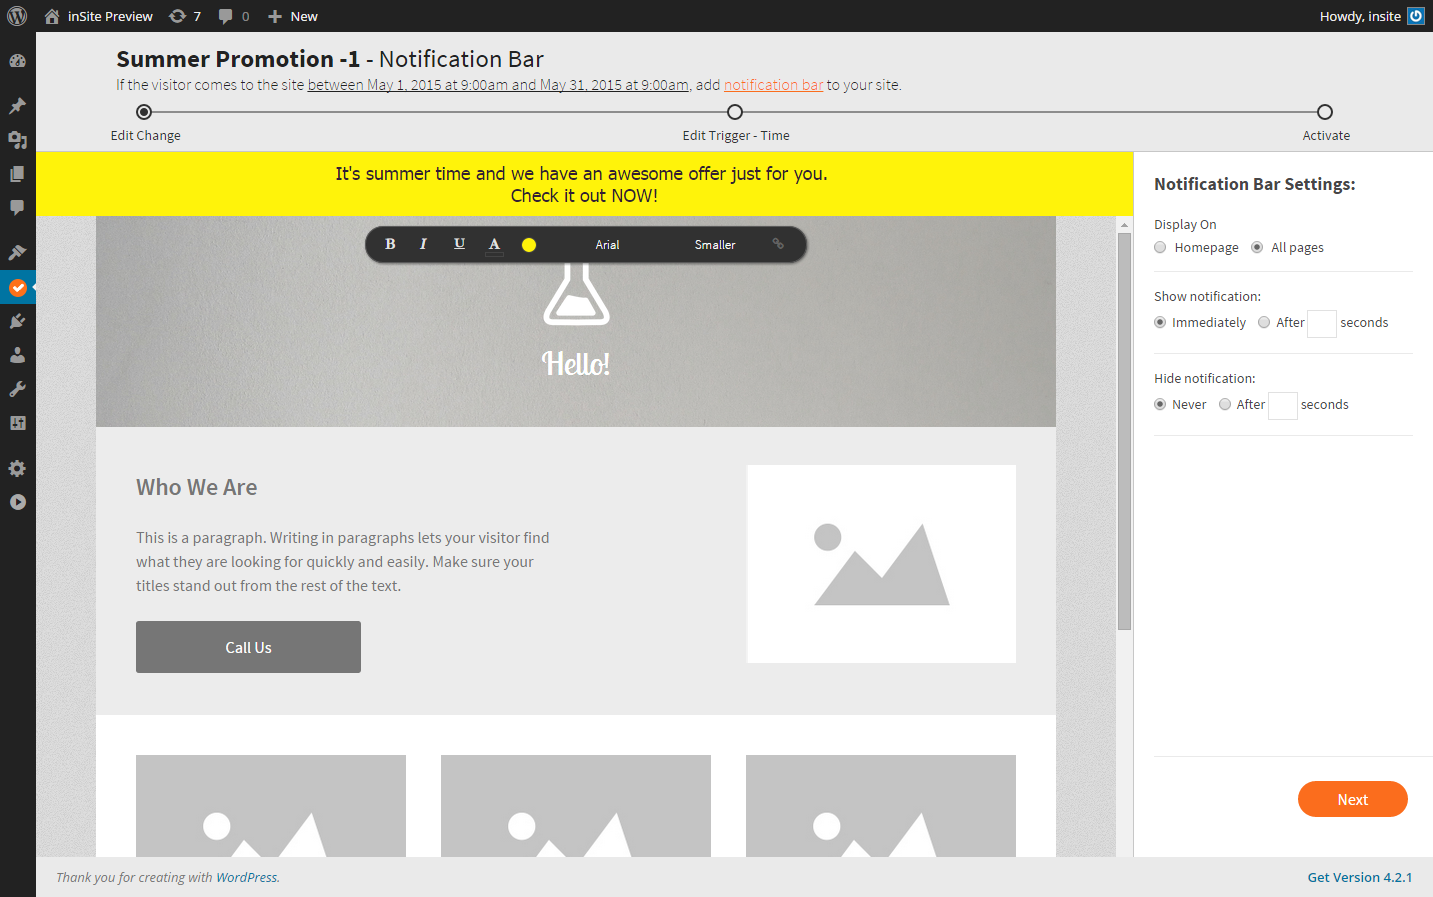 inSite Preview 7 0 New Howdy, insite
Summer Promotion -1 - Notification Bar
If the visitor comes to the site between May 1, 2015 at 9:00am and May 31, 2015 at 9:00am, add notification bar to your site.
Edit Change Edit Trigger - Time Activate
It's summer time and we have an awesome offer just for you.
Check it out NOW!
B I U A Arial Smaller
Hello!
Who We Are
This is a paragraph. Writing in paragraphs lets your visitor find
what they are looking for quickly and easily. Make sure your
titles stand out from the rest of the text.
Call Us
Notification Bar Settings:
Display On
Homepage All pages
Show notification:
Immediately After seconds
Hide notification:
Never After seconds
Next
Thank you for creating with WordPress. Get Version 4.2.1